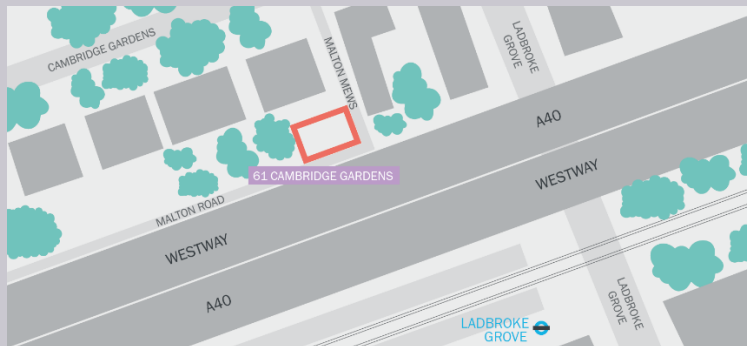 CAMBRIDGE GARDENS
MALTON MEWS
LADBROKE
GROVE
A40
WESTWAY
61 CAMBRIDGE GARDENS
MALTON ROAD
WESTWAY
A40
LADBROKE
GROVE
LADBROKE
GROVE